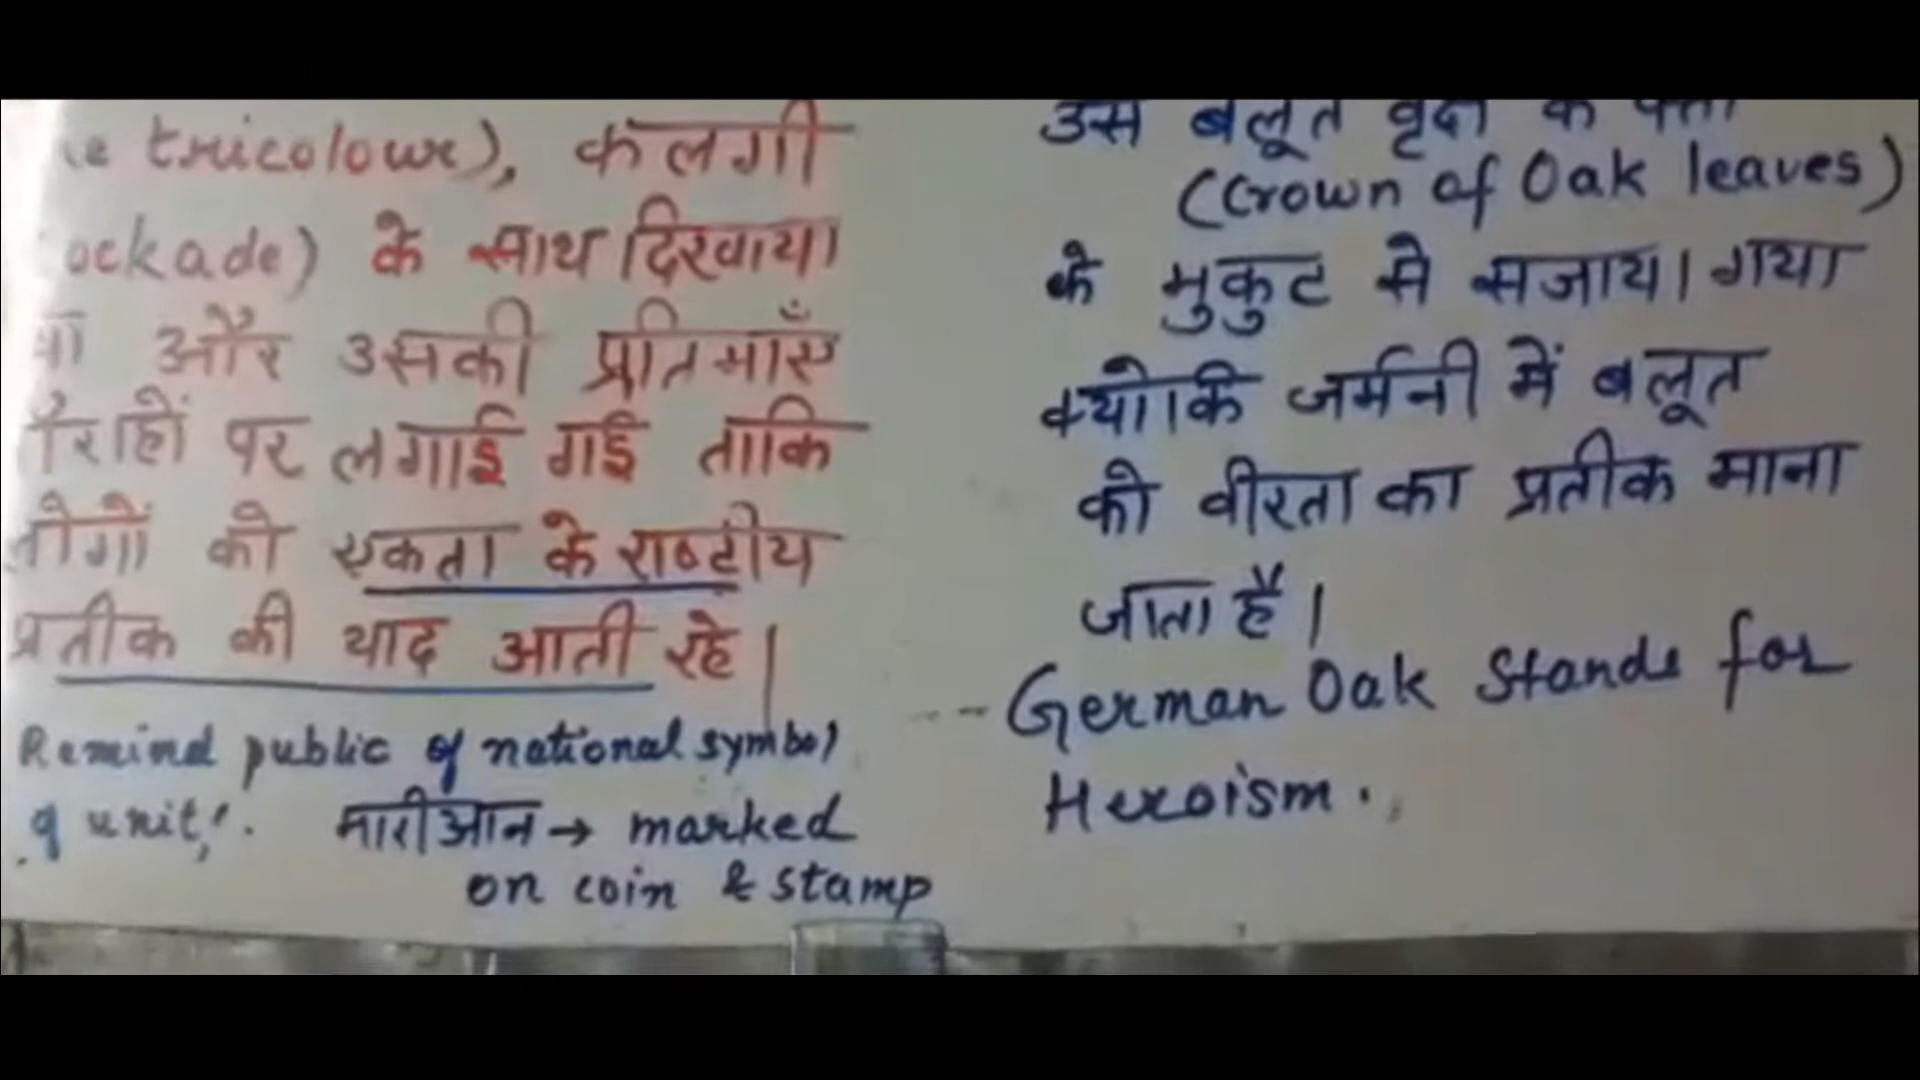 tricolour), कलगी
ockade) के साथ दिखाया
और उसकी प्रतिमाएँ
पर लगाई गई ताकि
को एकता के राष्ट्रीय
प्रतीक की याद आती रहे।
Remind public of national symbol
of unity. मारीआन → marked
on coin & stamp
उसे बलूत वृक्ष के पत्तों
(Crown of Oak leaves)
के मुकुट से सजाया गया
क्योंकि जर्मनी में बलूत
को वीरता का प्रतीक माना
जाता है।
-- German Oak Stands for
Heroism.